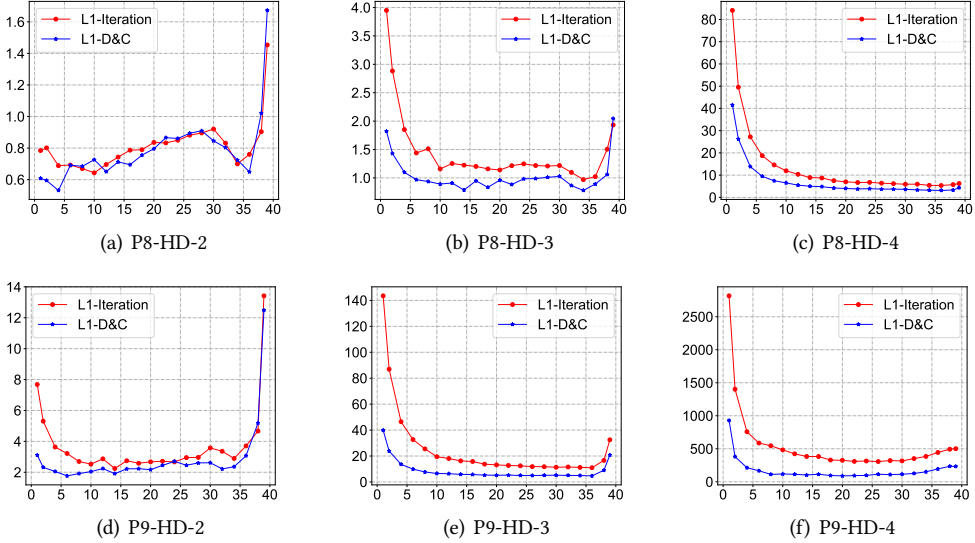 1.6
1.4
1.2
1.0
0.8
0.6
L1-Iteration
L1-D&C
0 5 10 15 20 25 30 35 40
(a) P8-HD-2
4.0
3.5
3.0
2.5
2.0
1.5
1.0
L1-Iteration
L1-D&C
0 5 10 15 20 25 30 35 40
(b) P8-HD-3
80
70
60
50
40
30
20
10
0
L1-Iteration
L1-D&C
0 5 10 15 20 25 30 35 40
(c) P8-HD-4
14
12
10
8
6
4
2
L1-Iteration
L1-D&C
0 5 10 15 20 25 30 35 40
(d) P9-HD-2
140
120
100
80
60
40
20
0
L1-Iteration
L1-D&C
0 5 10 15 20 25 30 35 40
(e) P9-HD-3
2500
2000
1500
1000
500
0
L1-Iteration
L1-D&C
0 5 10 15 20 25 30 35 40
(f) P9-HD-4